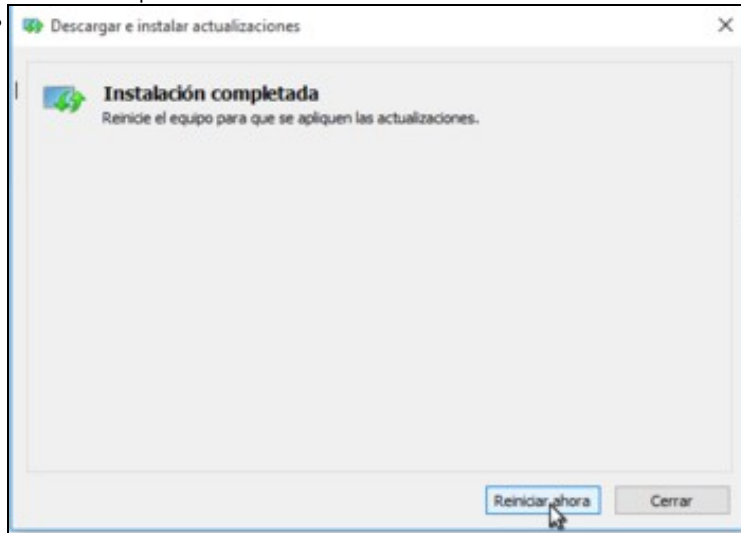 Descargar e instalar actualizaciones
Instalación completada
Reinicie el equipo para que se apliquen las actualizaciones.
Reiniciar ahora
Cerrar